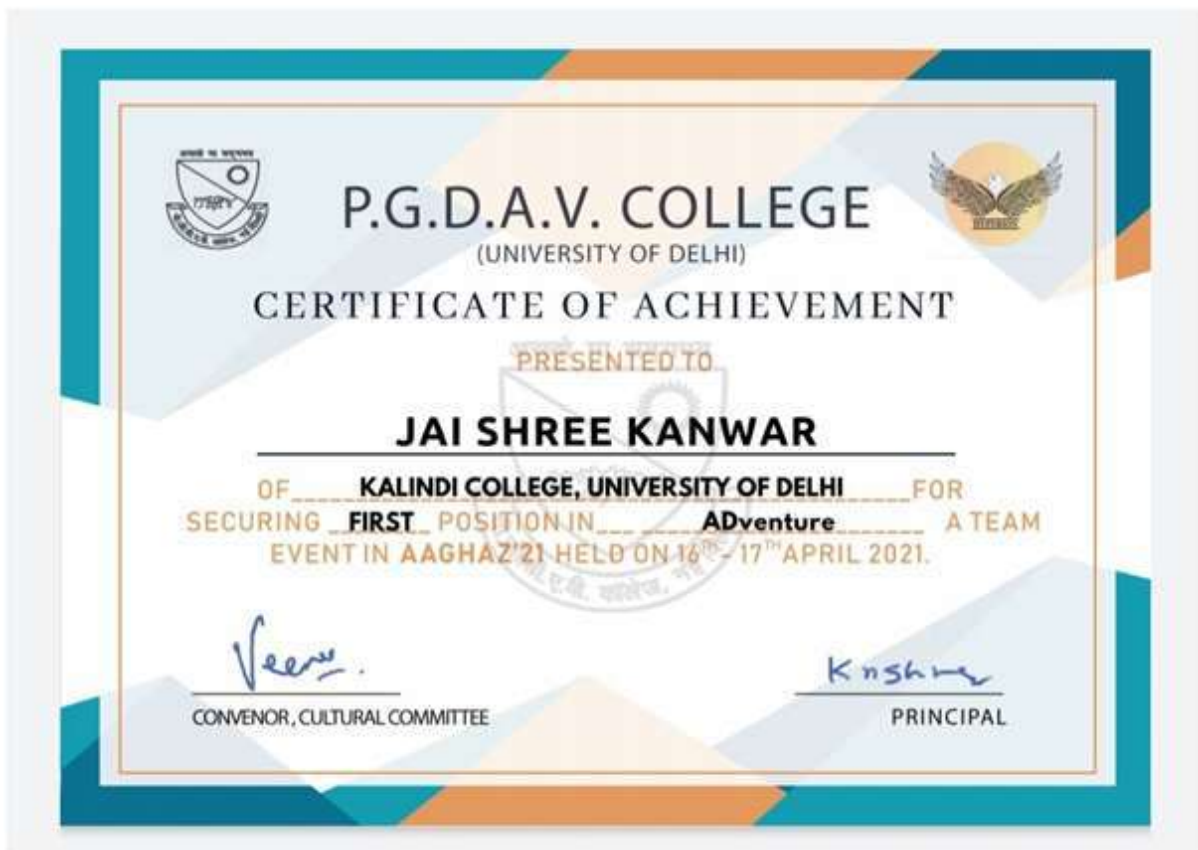 P.G.D.A.V. COLLEGE
(UNIVERSITY OF DELHI)
CERTIFICATE OF ACHIEVEMENT
PRESENTED TO
JAI SHREE KANWAR
OF KALINDI COLLEGE, UNIVERSITY OF DELHI FOR
SECURING FIRST POSITION IN ADventure A TEAM
EVENT IN AAGHAZ'21 HELD ON 16TH - 17TH APRIL 2021.
Veena.
Krishna
CONVENOR, CULTURAL COMMITTEE
PRINCIPAL